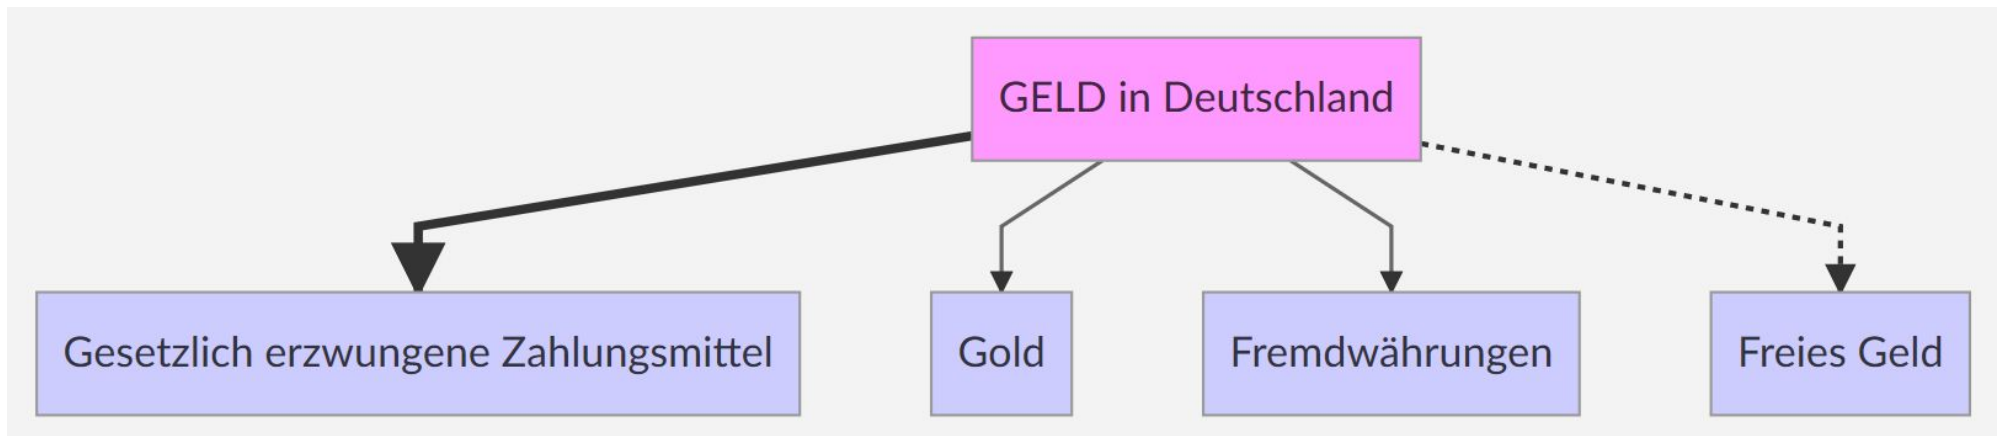 GELD in Deutschland
Gesetzlich erzwungene Zahlungsmittel
Gold
Fremdwährungen
Freies Geld